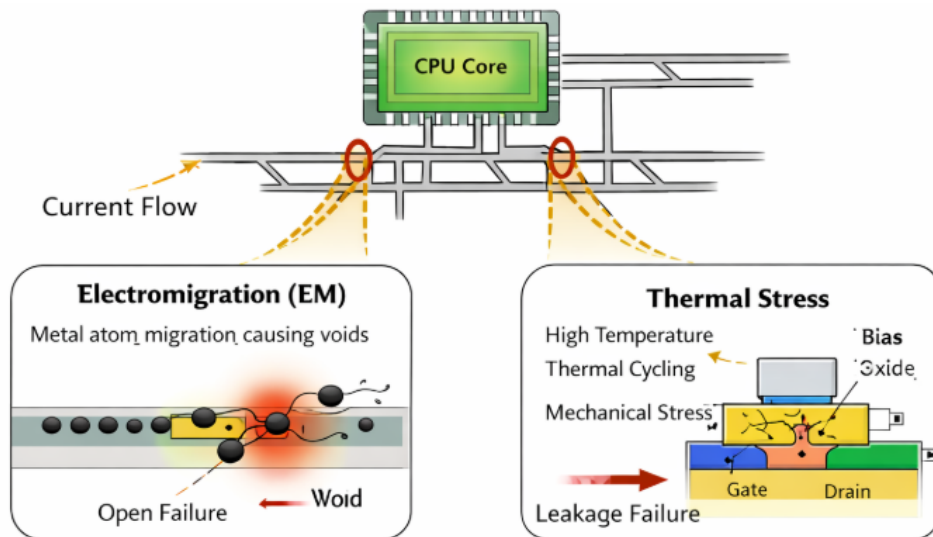 CPU Core
Current Flow
Electromigration (EM)
Metal atom migration causing voids
Open Failure
Woid
Thermal Stress
High Temperature
Thermal Cycling
Mechanical Stress
Bias
Oxide
Gate
Drain
Leakage Failure